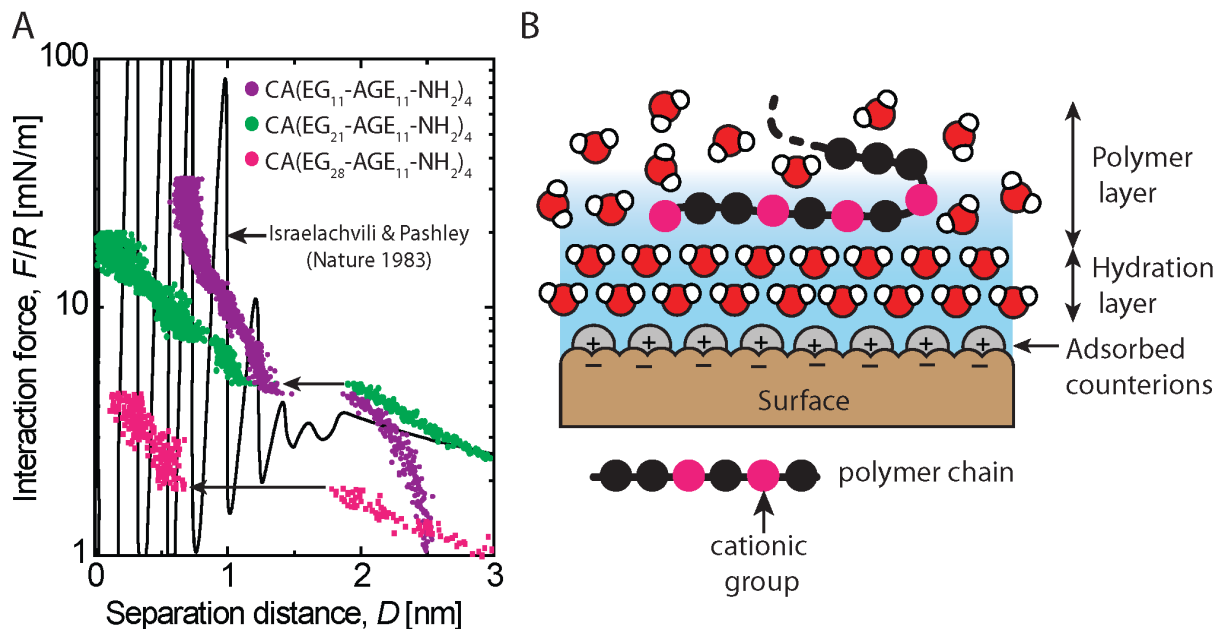 A
100
10
1
0
1
2
3
Interaction force, F/R [mN/m]
Separation distance, D [nm]
CA(EG₁₁-AGE₁₁-NH₂)₄
CA(EG₂₁-AGE₁₁-NH₂)₄
CA(EG₂₈-AGE₁₁-NH₂)₄
Israelachvili & Pashley
(Nature 1983)
B
Polymer
layer
Hydration
layer
Adsorbed
counterions
+ + + + + + + +
− − − − − − − −
Surface
polymer chain
cationic
group